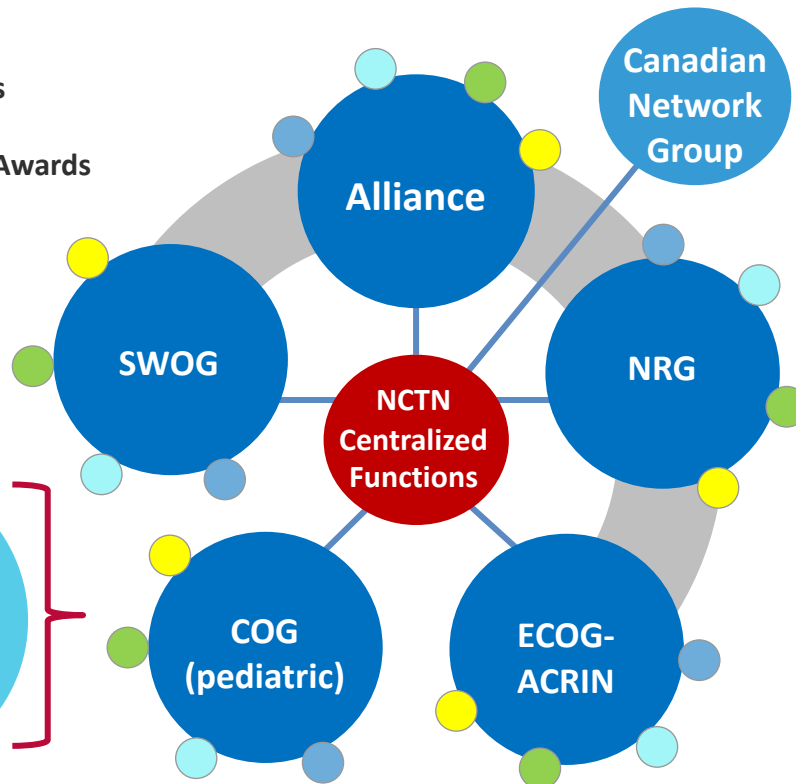 s
Awards
Canadian
Network
Group
Alliance
SWOG
NRG
NCTN
Centralized
Functions
COG
(pediatric)
ECOG-
ACRIN